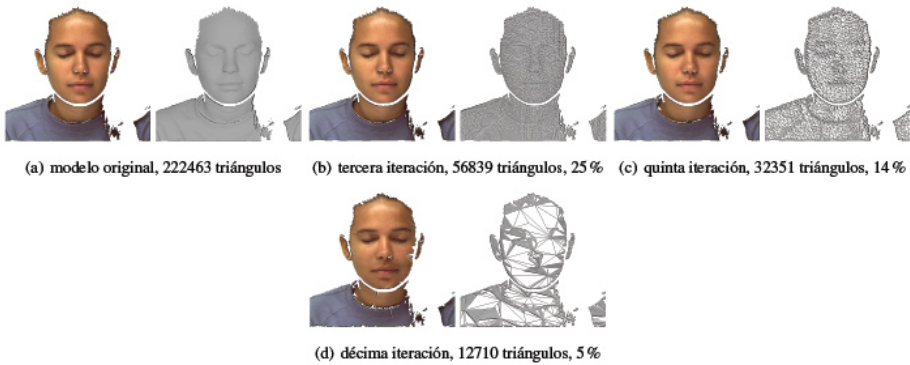 (a) modelo original, 222463 triángulos
(b) tercera iteración, 56839 triángulos, 25 %
(c) quinta iteración, 32351 triángulos, 14 %
(d) décima iteración, 12710 triángulos, 5 %